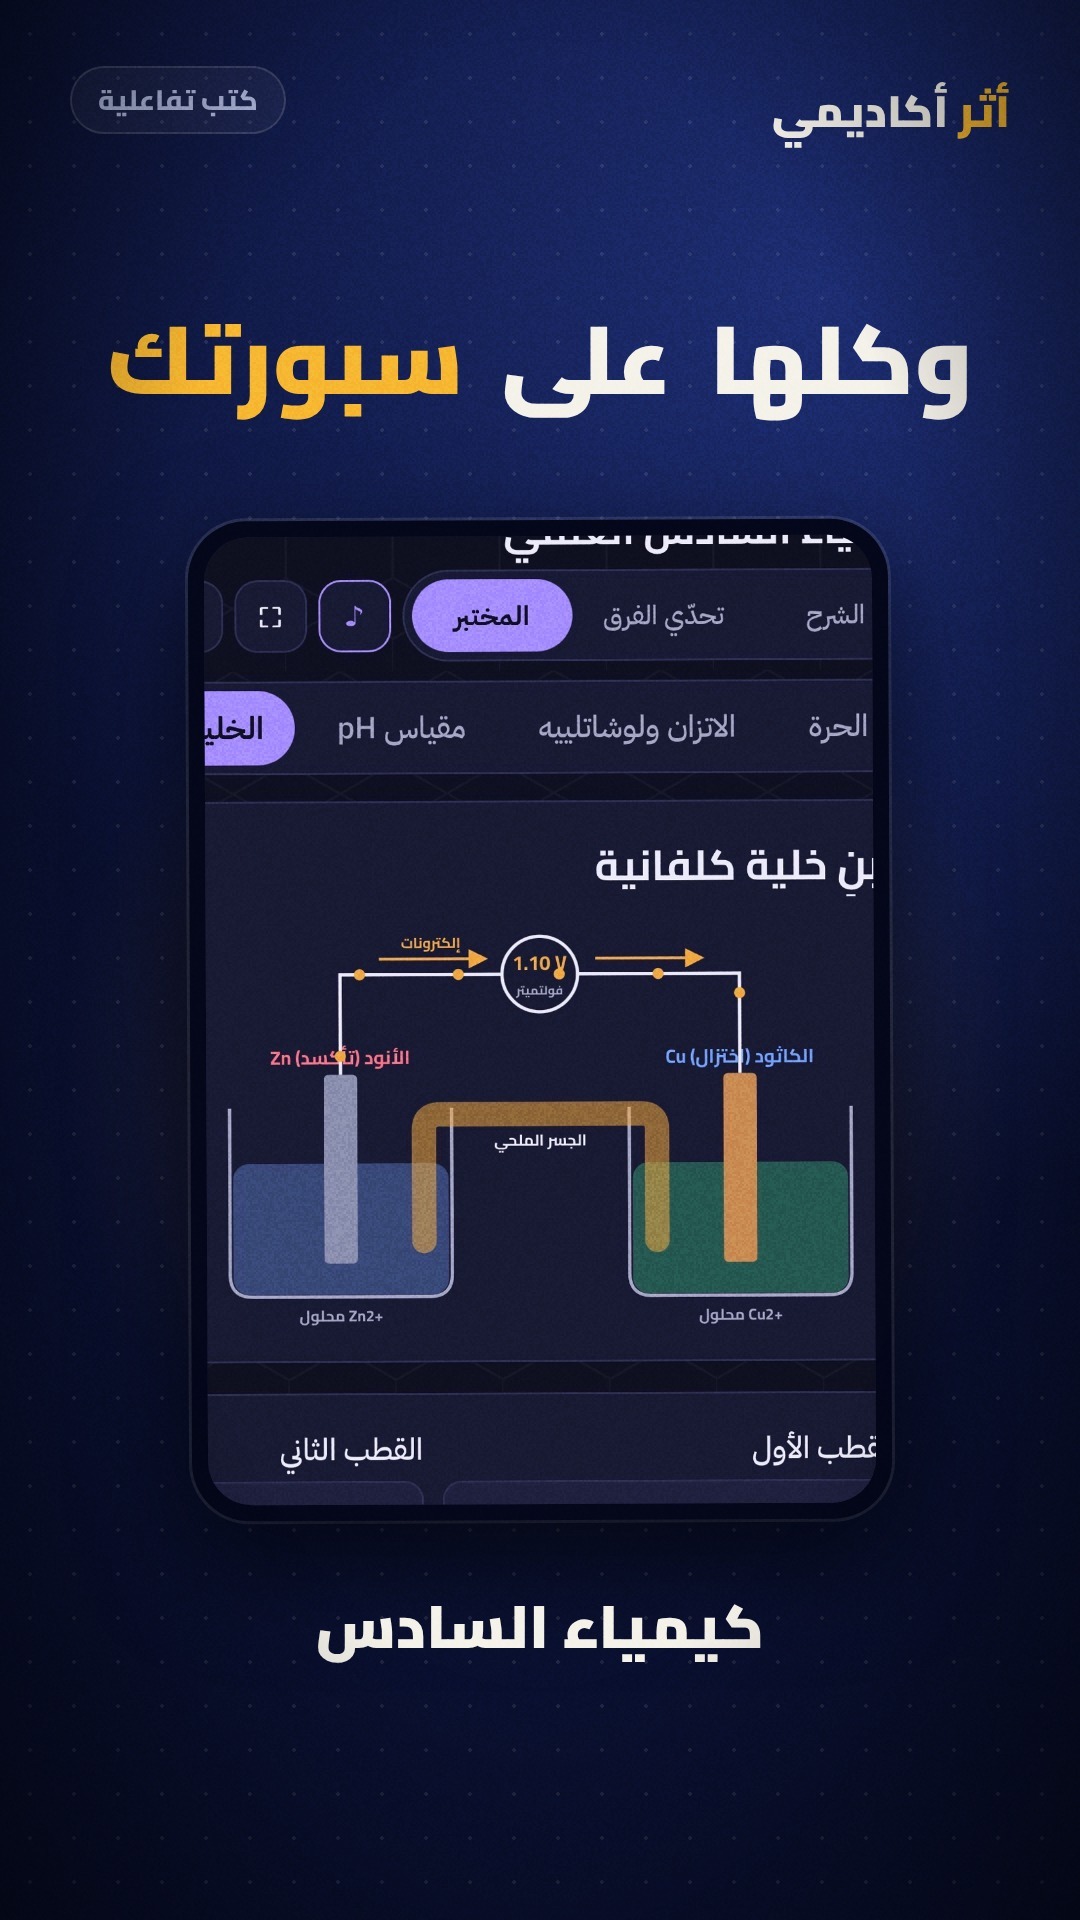 أثر أكاديمي
كتب تفاعلية
وكلها على سبورتك
الشرح
تحدّي الفرق
المختبر
الحرة
الاتزان ولوشاتلييه
مقياس pH
خلية كلفانية
إلكترونات
1.10 V
فولتميتر
الأنود (تأكسد) Zn
الكاثود (اختزال) Cu
الجسر الملحي
محلول Zn2+
محلول Cu2+
القطب الثاني
الأول
كيمياء السادس